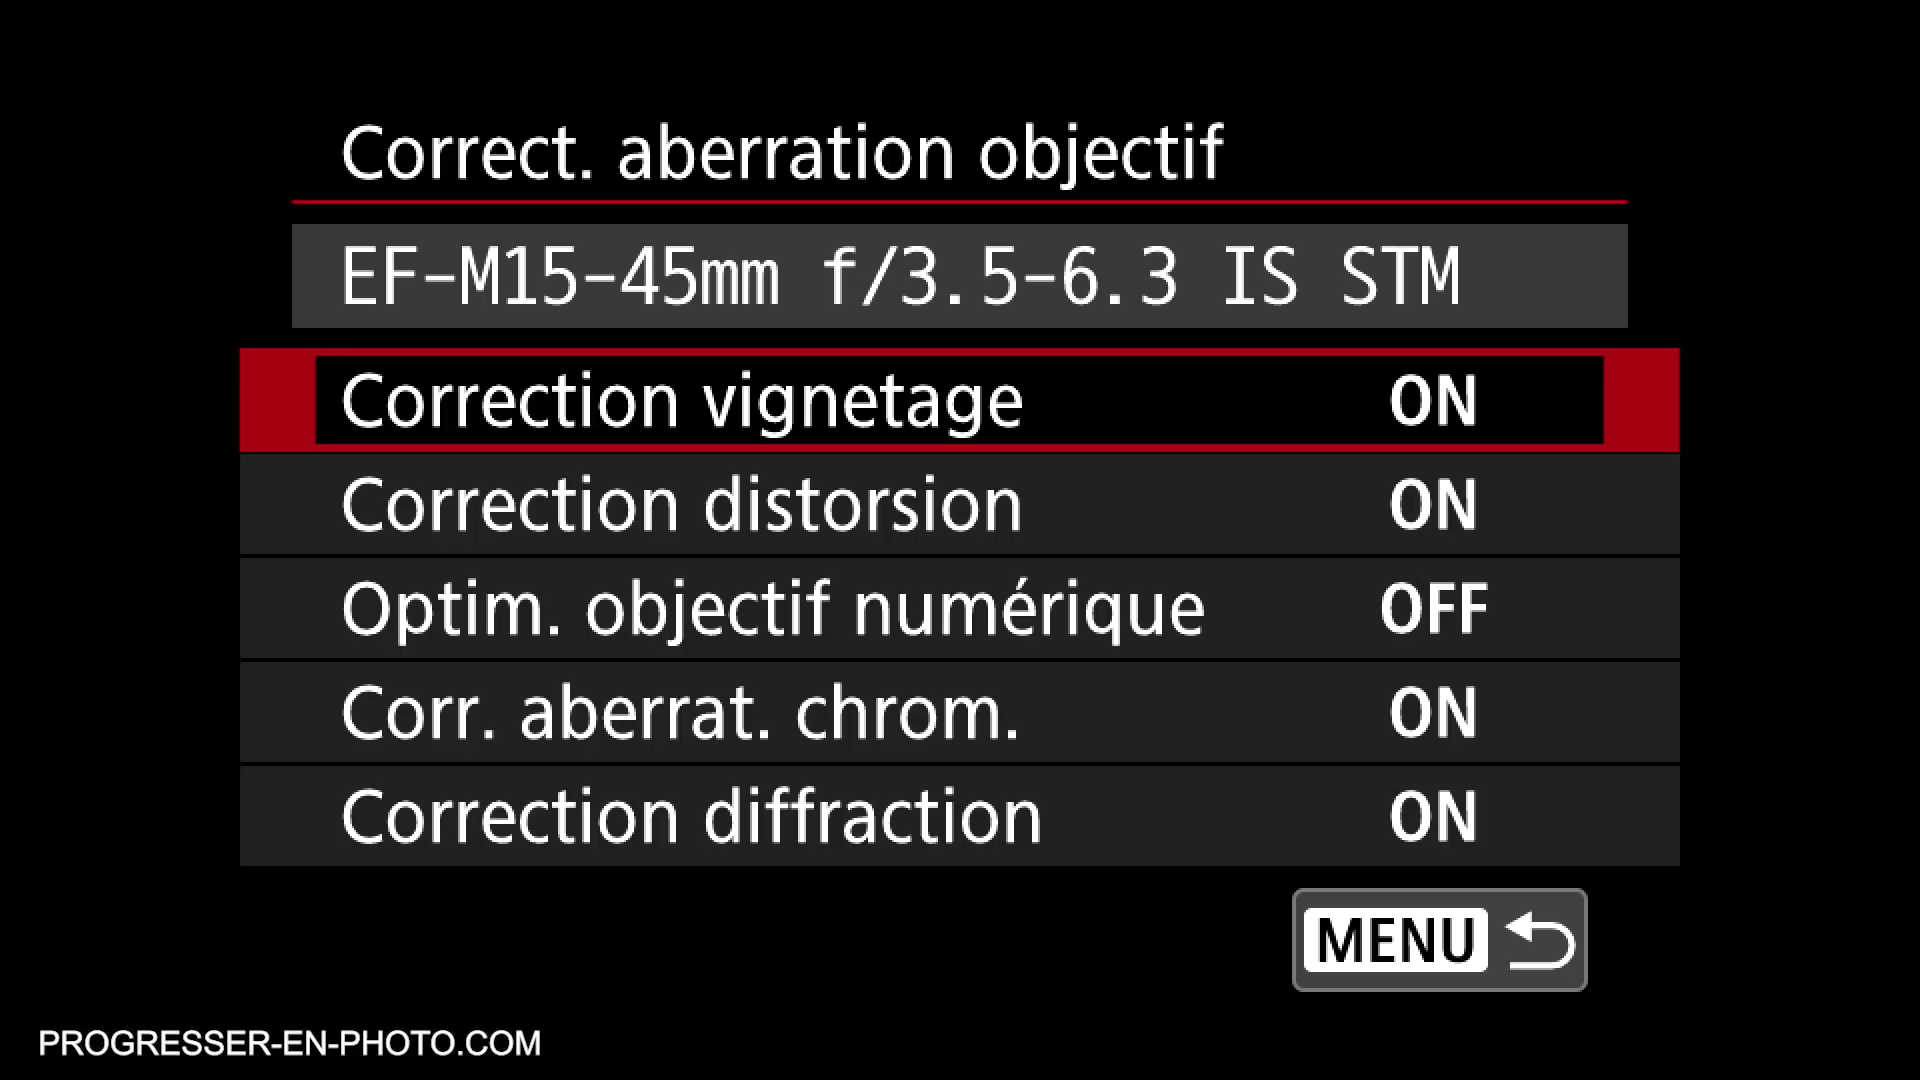 Correct. aberration objectif
EF-M15-45mm f/3.5-6.3 IS STM
Correction vignetage ON
Correction distorsion ON
Optim. objectif numérique OFF
Corr. aberrat. chrom. ON
Correction diffraction ON
MENU
PROGRESSER-EN-PHOTO.COM